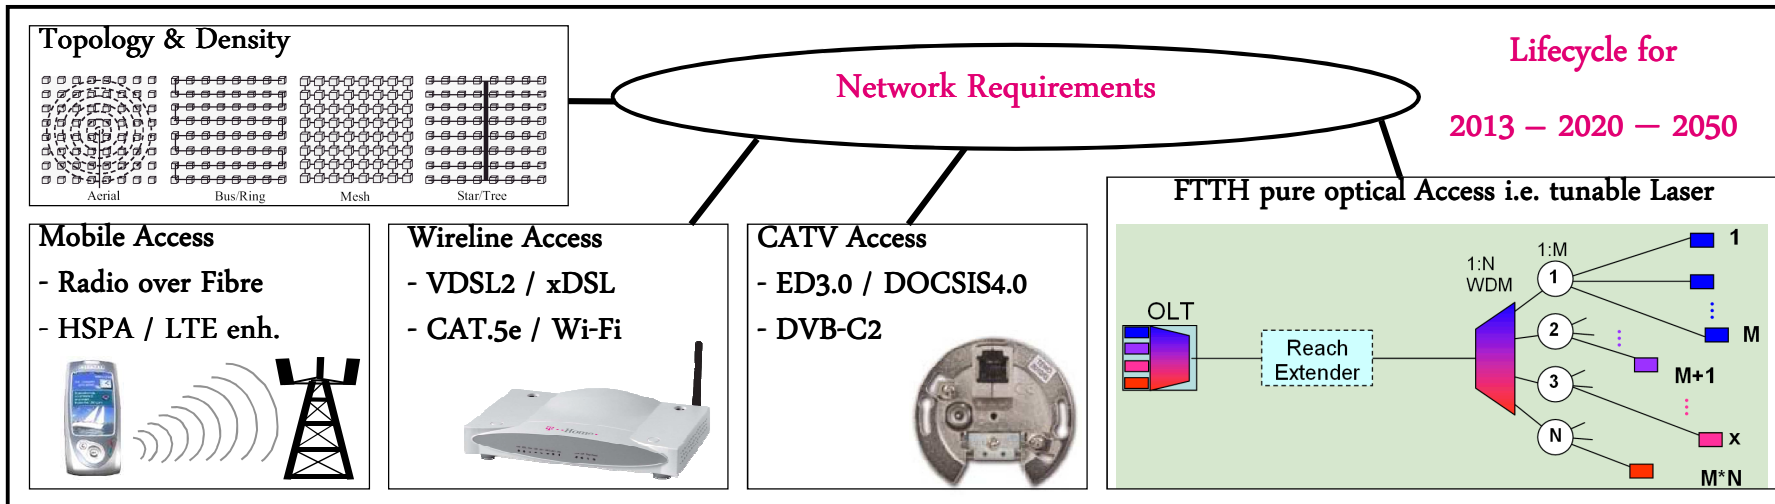 Topology & Density
Aerial
Bus/Ring
Mesh
Star/Tree
Network Requirements
Lifecycle for
2013 – 2020 – 2050
Mobile Access
- Radio over Fibre
- HSPA / LTE enh.
Wireline Access
- VDSL2 / xDSL
- CAT.5e / Wi-Fi
CATV Access
- ED3.0 / DOCSIS4.0
- DVB-C2
FTTH pure optical Access i.e. tunable Laser
OLT
Reach
Extender
1:N
WDM
1:M
1
2
3
N
1
M
M+1
x
M*N